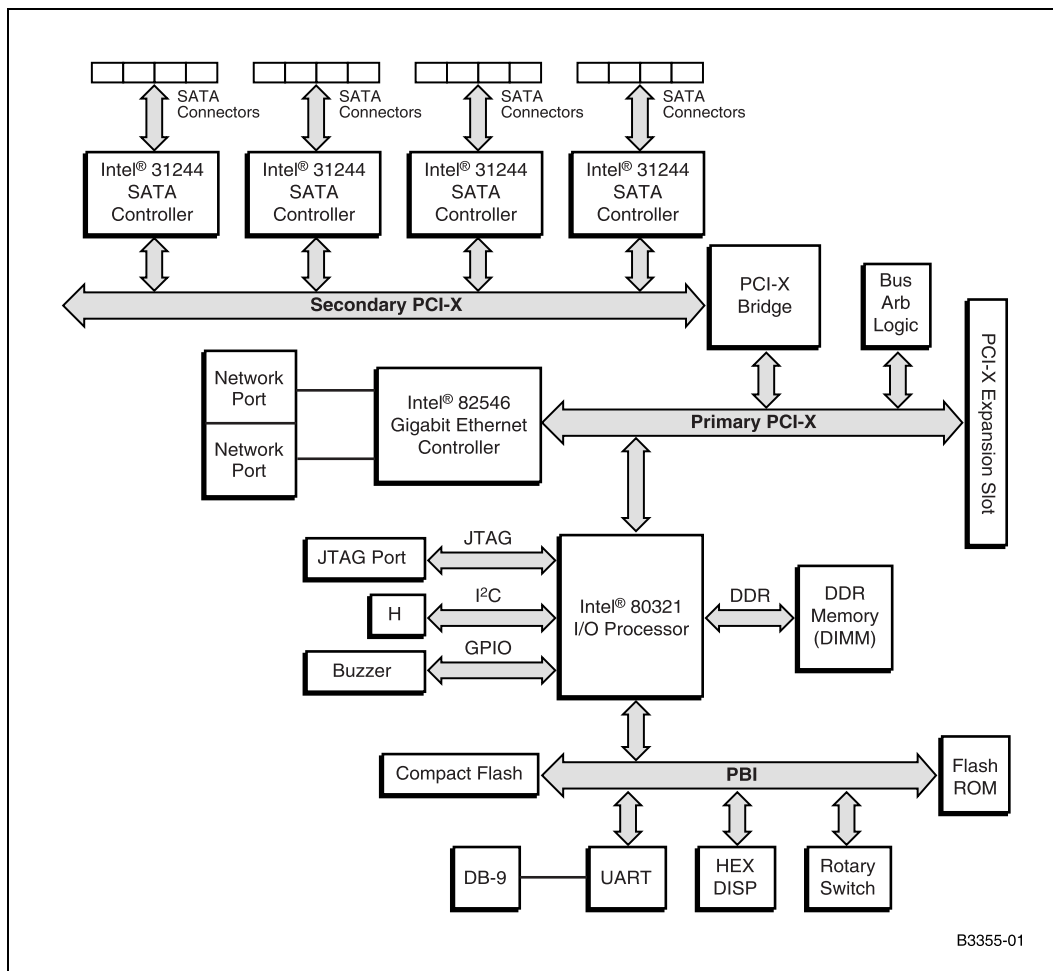 SATA
Connectors
SATA
Connectors
SATA
Connectors
SATA
Connectors
Intel® 31244
SATA
Controller
Intel® 31244
SATA
Controller
Intel® 31244
SATA
Controller
Intel® 31244
SATA
Controller
Secondary PCI-X
PCI-X
Bridge
Bus
Arb
Logic
PCI-X Expansion Slot
Network
Port
Network
Port
Intel® 82546
Gigabit Ethernet
Controller
Primary PCI-X
JTAG Port
JTAG
H
I²C
Buzzer
GPIO
Intel® 80321
I/O Processor
DDR
DDR
Memory
(DIMM)
Compact Flash
PBI
Flash
ROM
DB-9
UART
HEX
DISP
Rotary
Switch
B3355-01